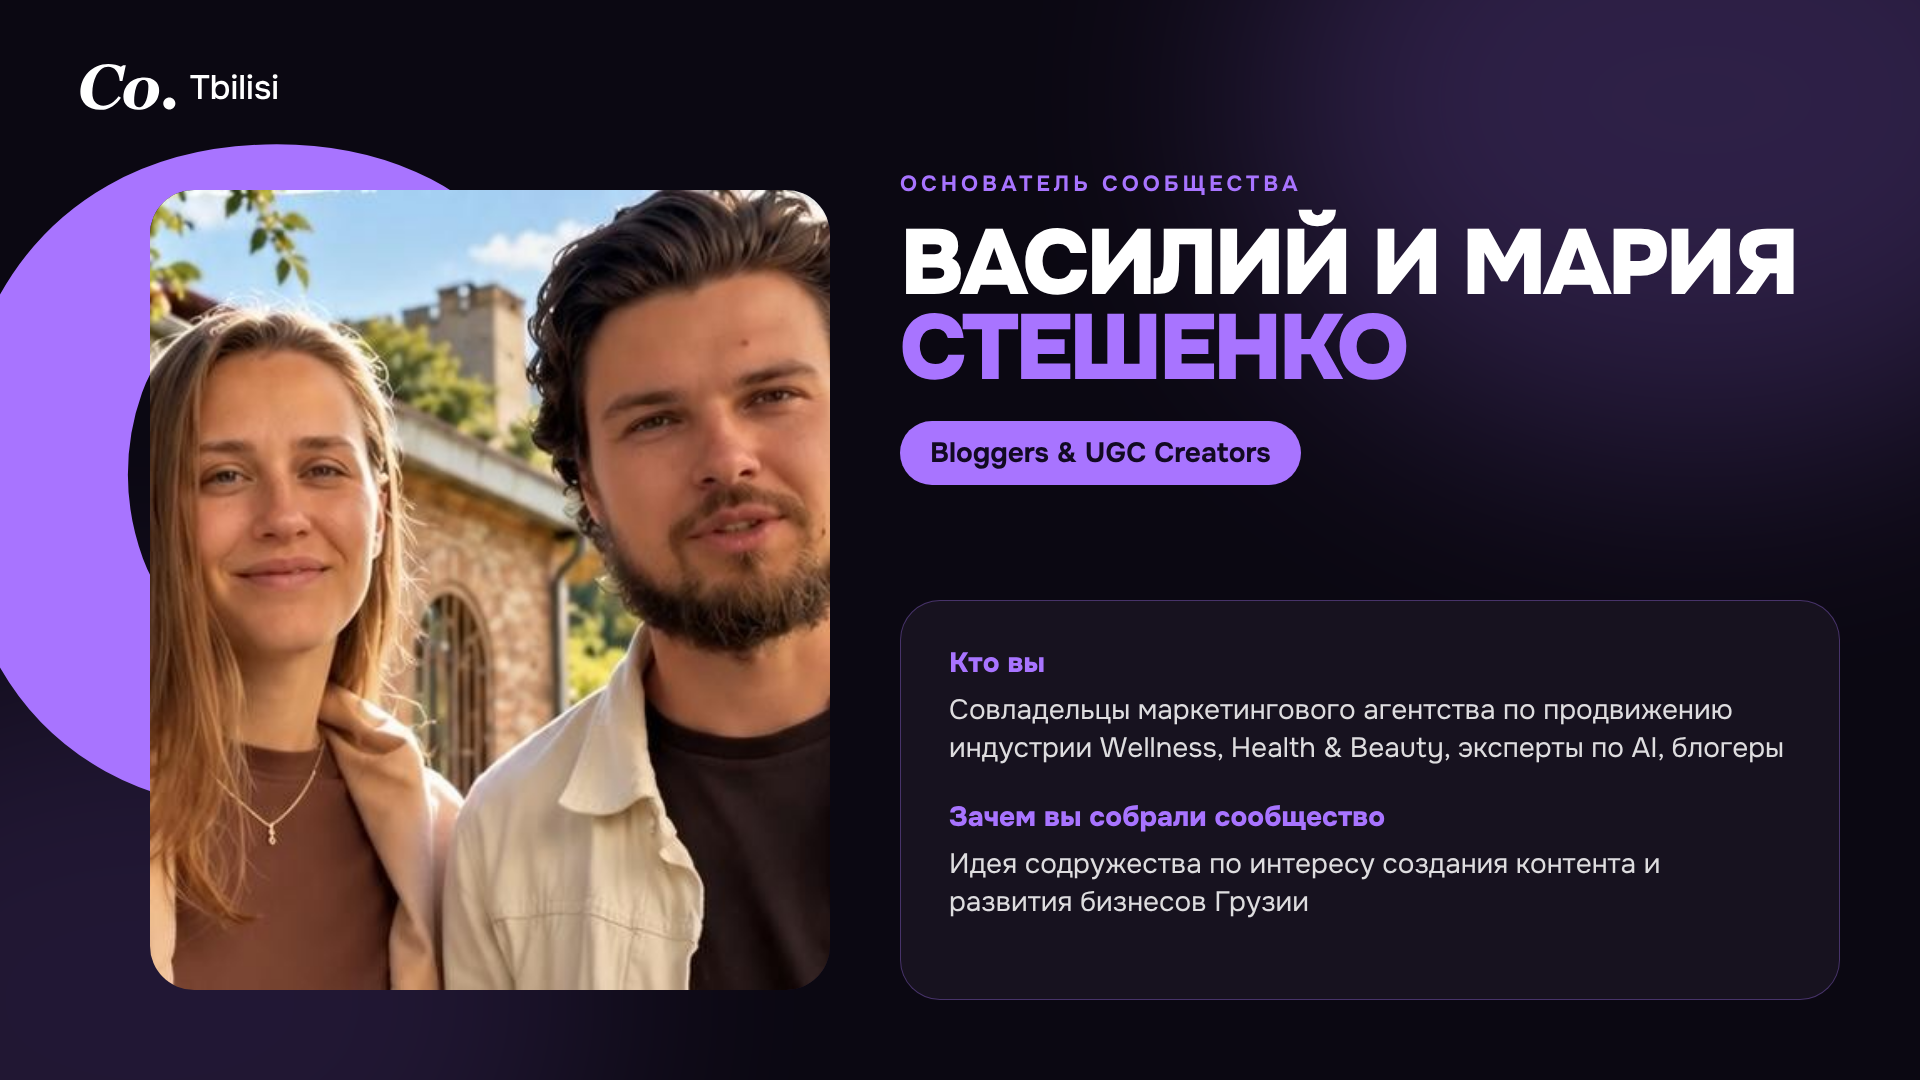 Co. Tbilisi
ОСНОВАТЕЛЬ СООБЩЕСТВА
ВАСИЛИЙ И МАРИЯ
СТЕШЕНКО
Bloggers & UGC Creators
Кто вы
Совладельцы маркетингового агентства по продвижению
индустрии Wellness, Health & Beauty, эксперты по AI, блогеры
Зачем вы собрали сообщество
Идея содружества по интересу создания контента и
развития бизнесов Грузии